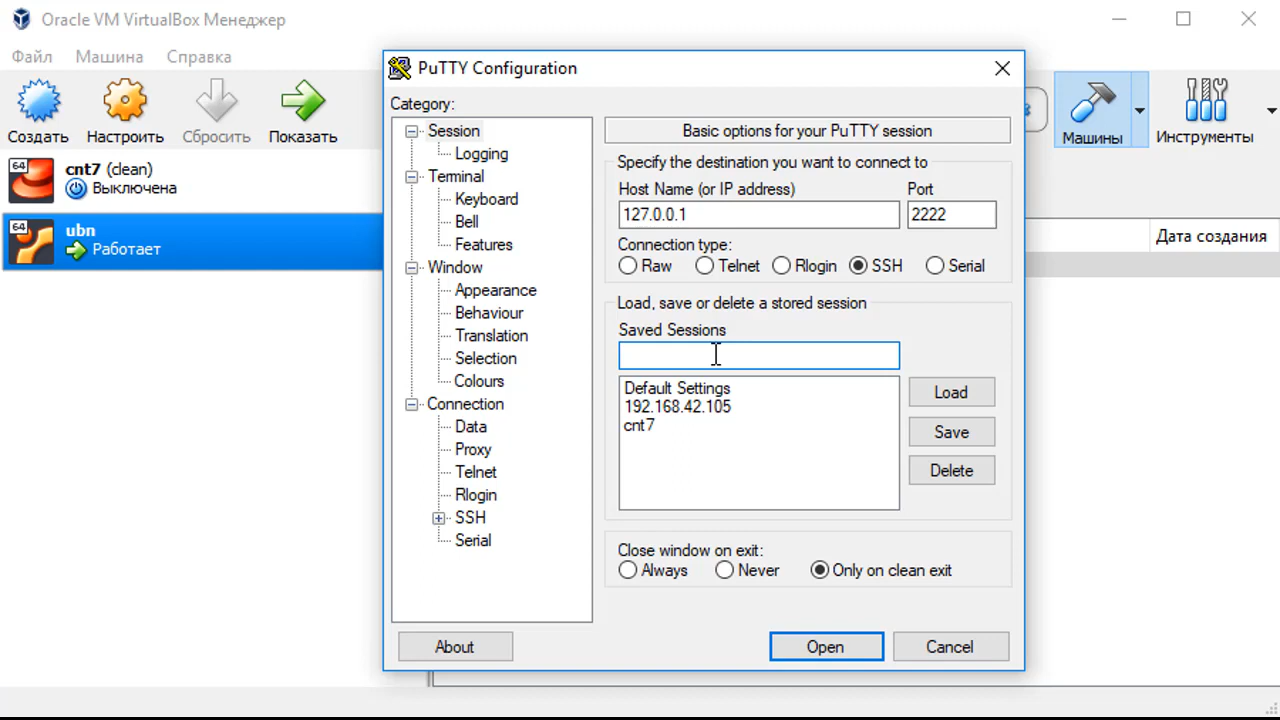 Oracle VM VirtualBox Менеджер
Файл Машина Справка
Создать Настроить Сбросить Показать
Машины Инструменты
64 cnt7 (clean)
Выключена
64 ubn
Работает
Дата создания
PuTTY Configuration
Category:
Session
Logging
Terminal
Keyboard
Bell
Features
Window
Appearance
Behaviour
Translation
Selection
Colours
Connection
Data
Proxy
Telnet
Rlogin
SSH
Serial
Basic options for your PuTTY session
Specify the destination you want to connect to
Host Name (or IP address) Port
127.0.0.1 2222
Connection type:
Raw Telnet Rlogin SSH Serial
Load, save or delete a stored session
Saved Sessions
Default Settings
192.168.42.105
cnt7
Load
Save
Delete
Close window on exit:
Always Never Only on clean exit
About Open Cancel